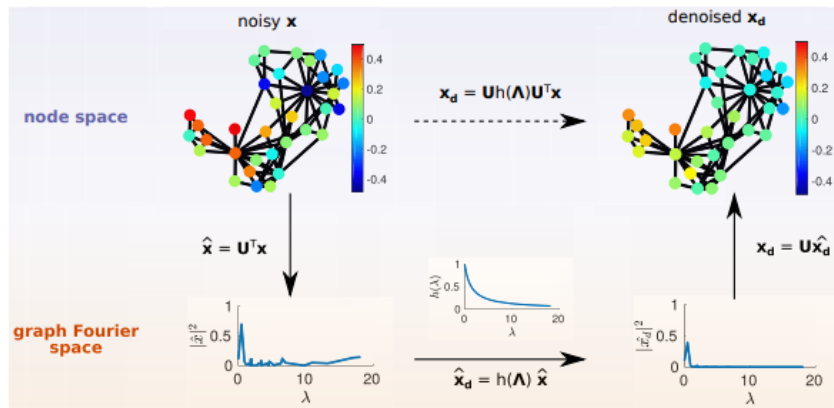 noisy x
denoised x_d
node space
0.4
0.2
0
-0.2
-0.4
x_d = Uh(Λ)Uᵀx
0.4
0.2
0
-0.2
-0.4
x̂ = Uᵀx
x_d = Ux̂_d
graph Fourier
space
|x̂|²
1
0.5
0
0
10
20
λ
h(λ)
1
0.5
0
0
10
20
λ
x̂_d = h(Λ) x̂
|x̂_d|²
1
0.5
0
0
10
20
λ